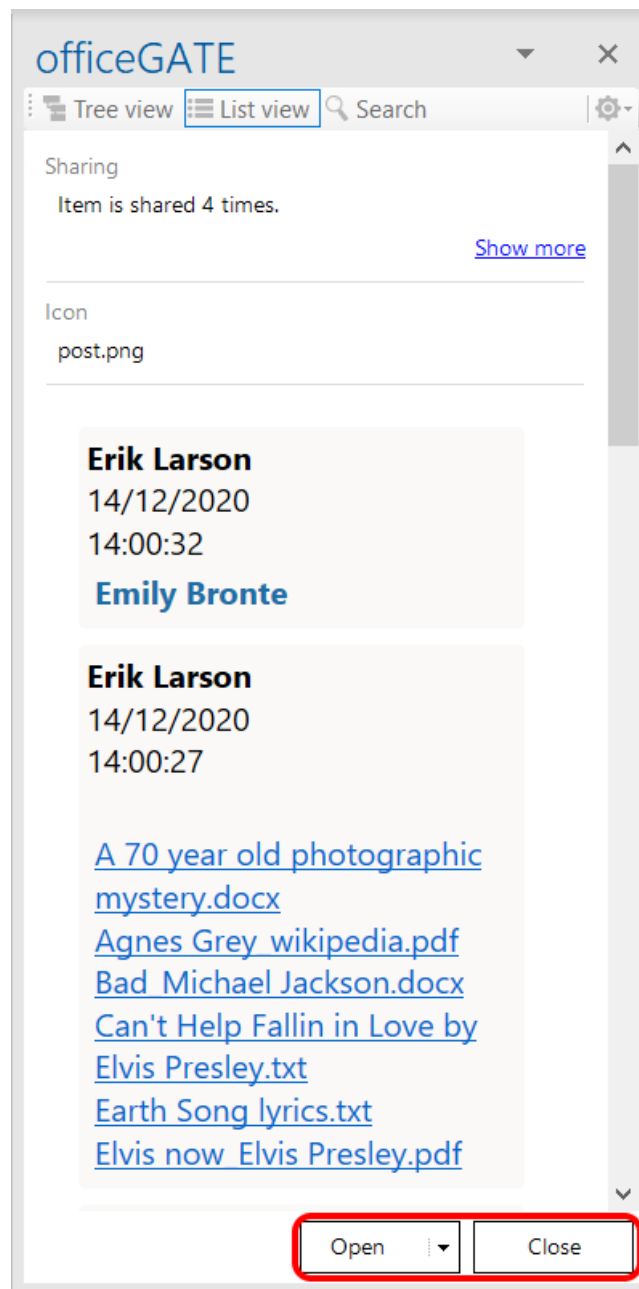 officeGATE
Tree view List view Search
Sharing
Item is shared 4 times.
Show more
Icon
post.png
Erik Larson
14/12/2020
14:00:32
Emily Bronte
Erik Larson
14/12/2020
14:00:27
A 70 year old photographic
mystery.docx
Agnes Grey_wikipedia.pdf
Bad_Michael Jackson.docx
Can't Help Fallin in Love by
Elvis Presley.txt
Earth Song lyrics.txt
Elvis now_Elvis Presley.pdf
Open Close